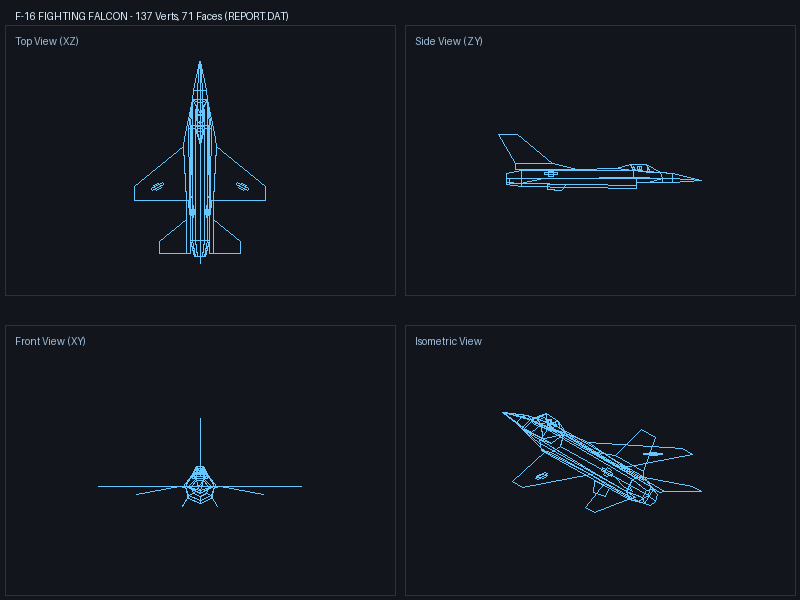 F-16 FIGHTING FALCON - 137 Verts, 71 Faces (REPORT.DAT)
Top View (XZ)
Side View (ZY)
Front View (XY)
Isometric View